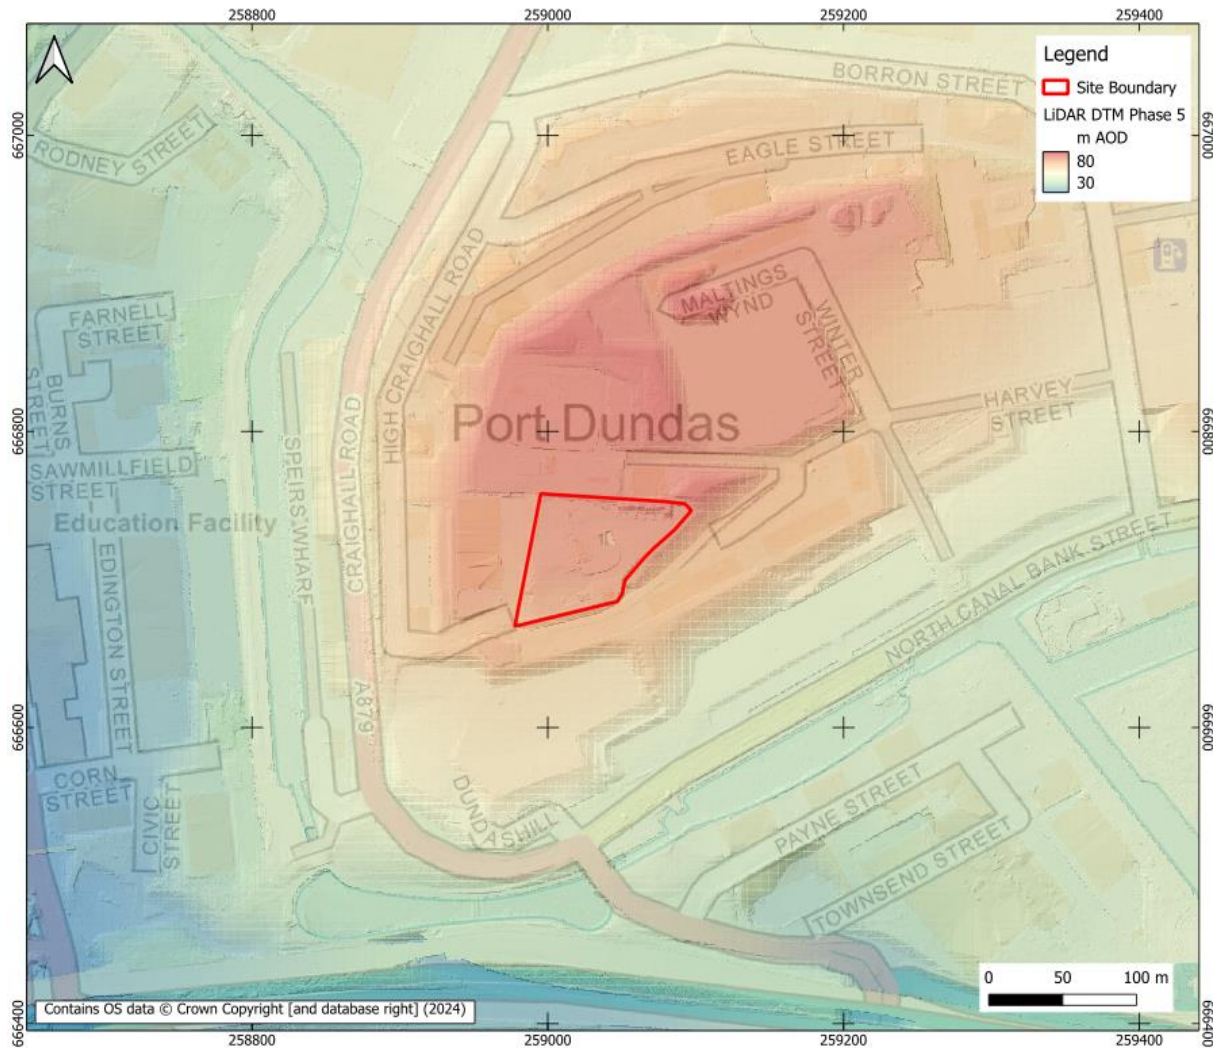 258800
259000
259200
259400
Legend
Site Boundary
LiDAR DTM Phase 5
m AOD
80
30
BORRON STREET
667000
667000
RODNEY STREET
EAGLE STREET
HIGH CRAIGHALL ROAD
MALTINGS
WYND
FARNELL
STREET
WINTER
STREET
BURNS
STREET
CRAIGHALL ROAD
HARVEY
STREET
Port Dundas
666800
666800
SPEIRS WHARF
SAWMILLFIELD
STREET
Education Facility
EDINGTON STREET
NORTH CANAL BANK STREET
A879
666600
666600
CORN
STREET
CIVIC
STREET
DUNDASHILL
PAYNE STREET
TOWNSEND STREET
0 50 100 m
Contains OS data © Crown Copyright [and database right] (2024)
666400
666400
258800
259000
259200
259400